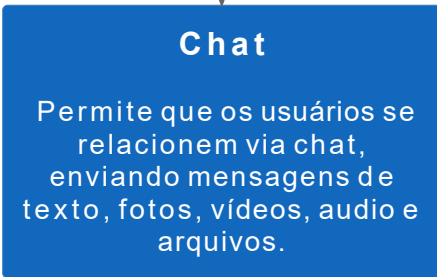 Chat
Permite que os usuários se
relacionem via chat,
enviando mensagens de
texto, fotos, vídeos, audio e
arquivos.